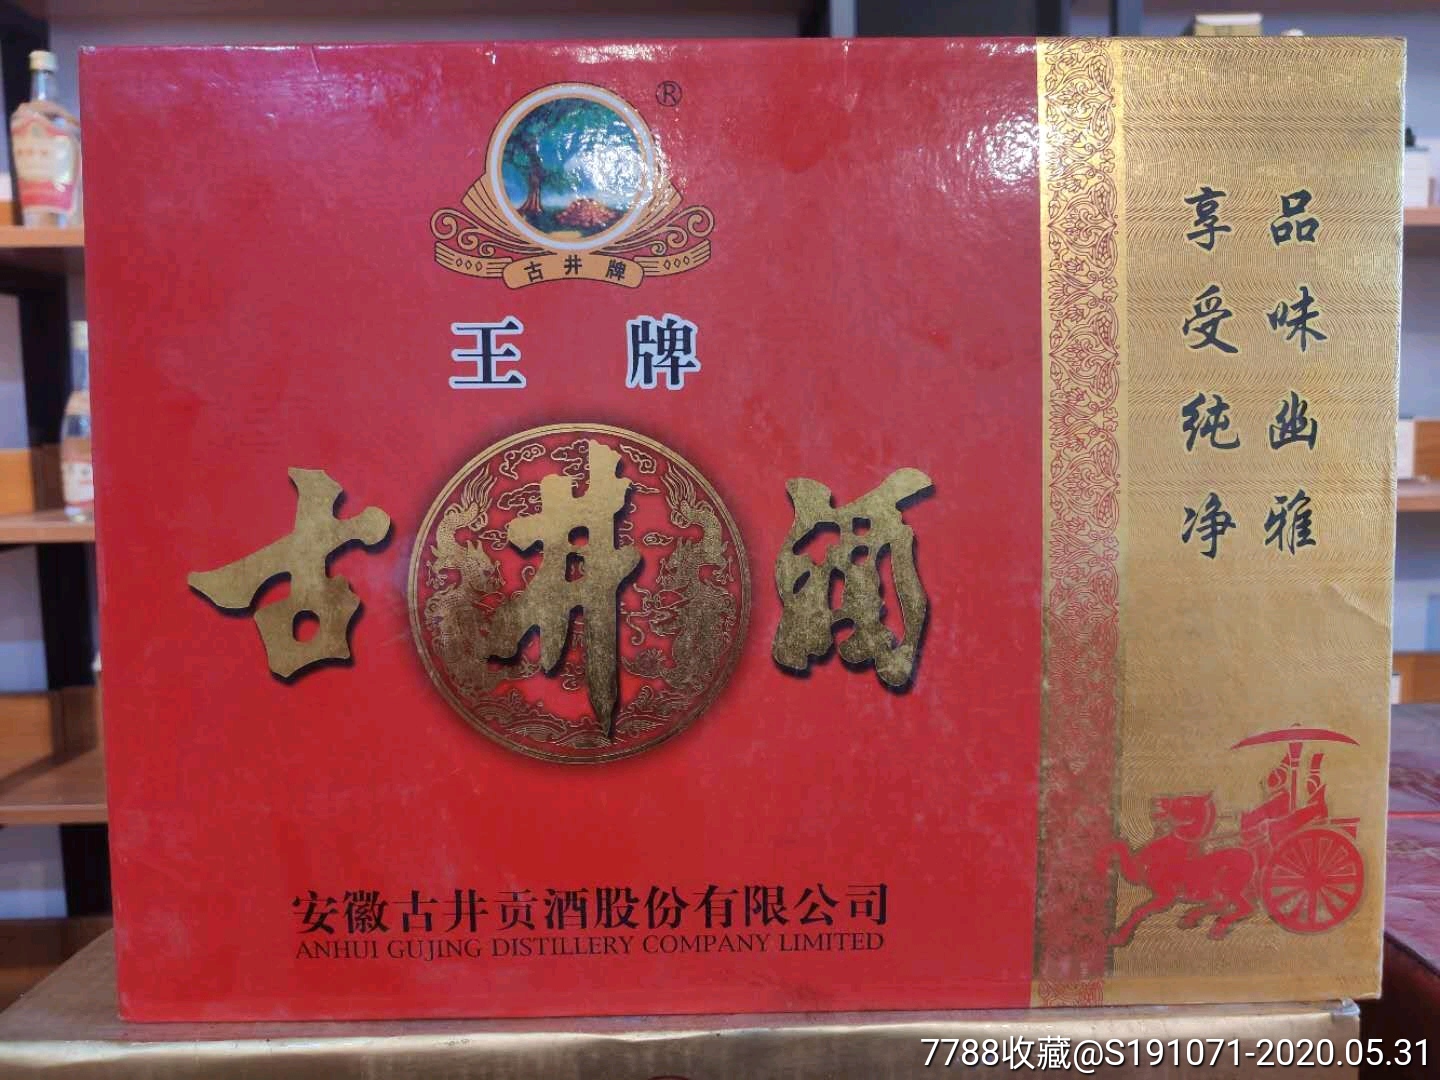 ®
古井牌
王牌
古井酒
安徽古井贡酒股份有限公司
ANHUI GUJING DISTILLERY COMPANY LIMITED
品味幽雅
享受纯净
7788收藏@S191071-2020.05.31